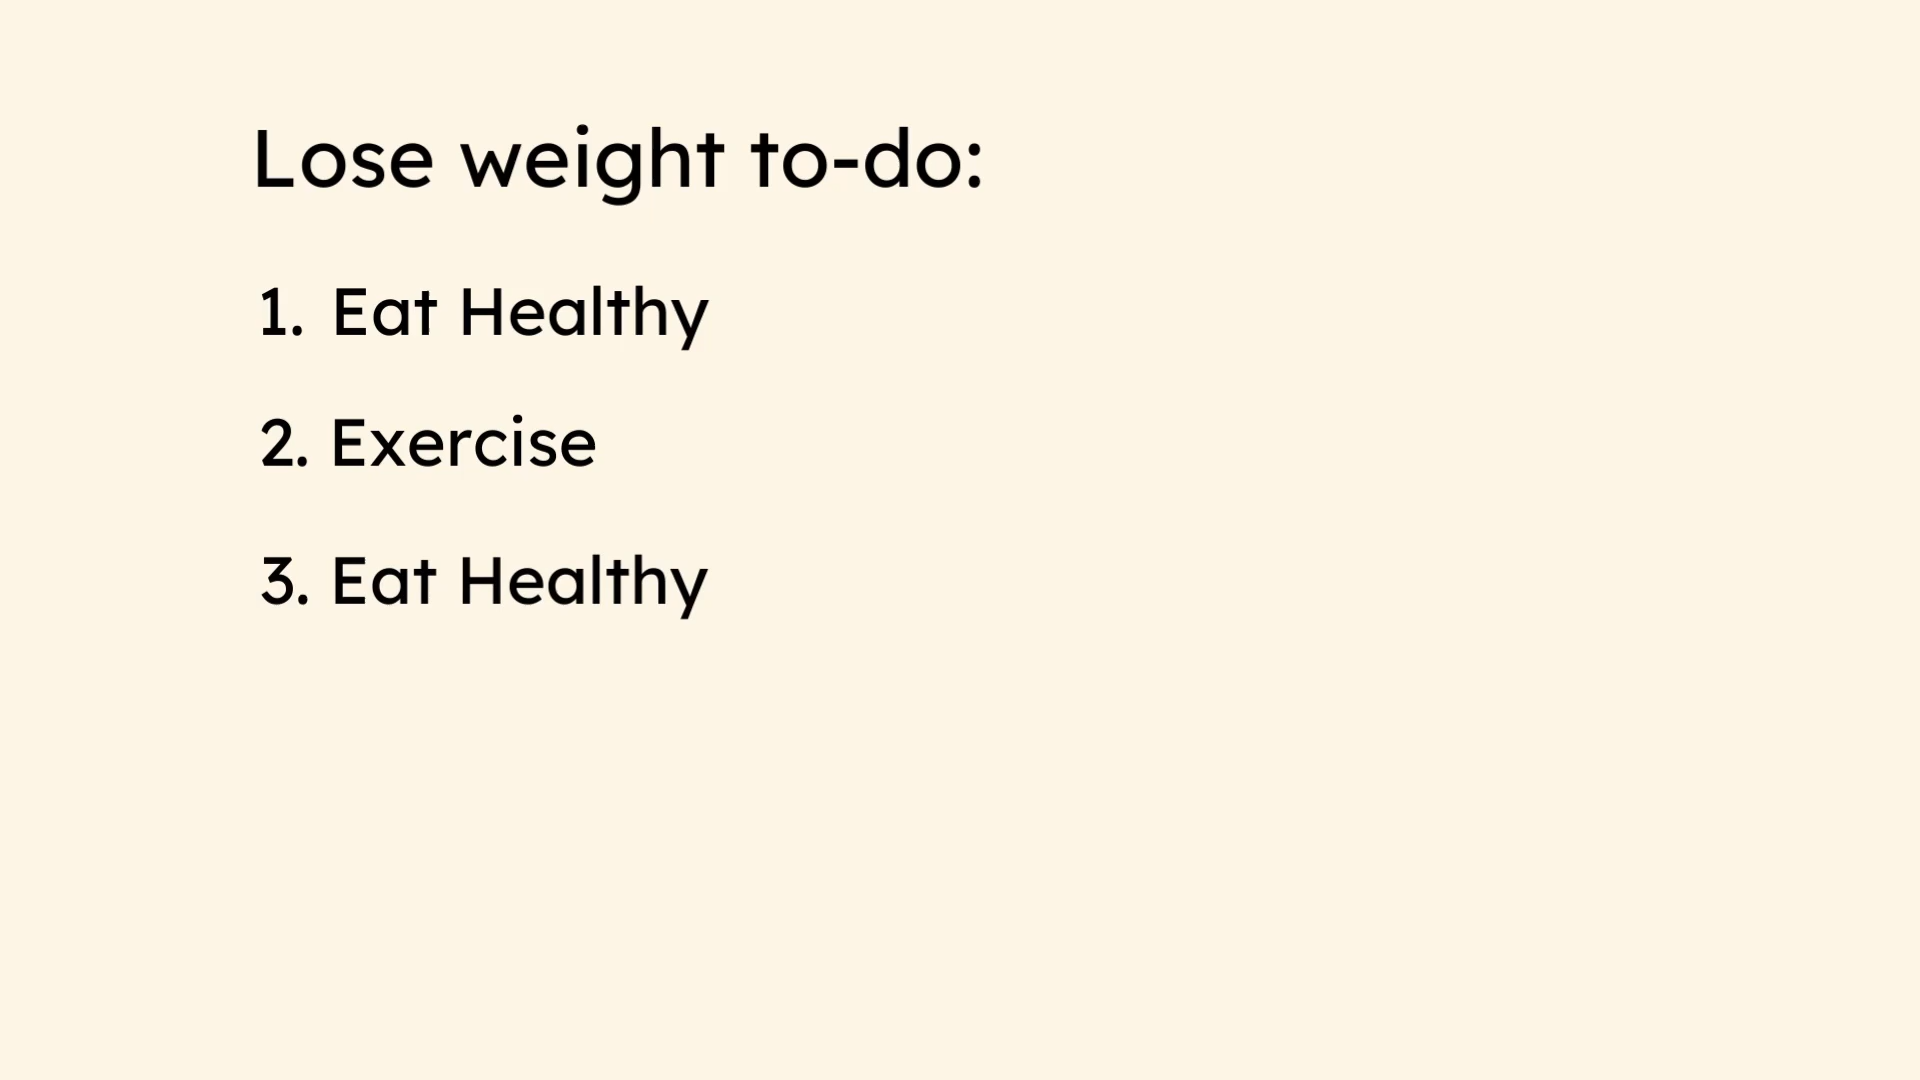 Lose weight to-do:
1. Eat Healthy
2. Exercise
3. Eat Healthy